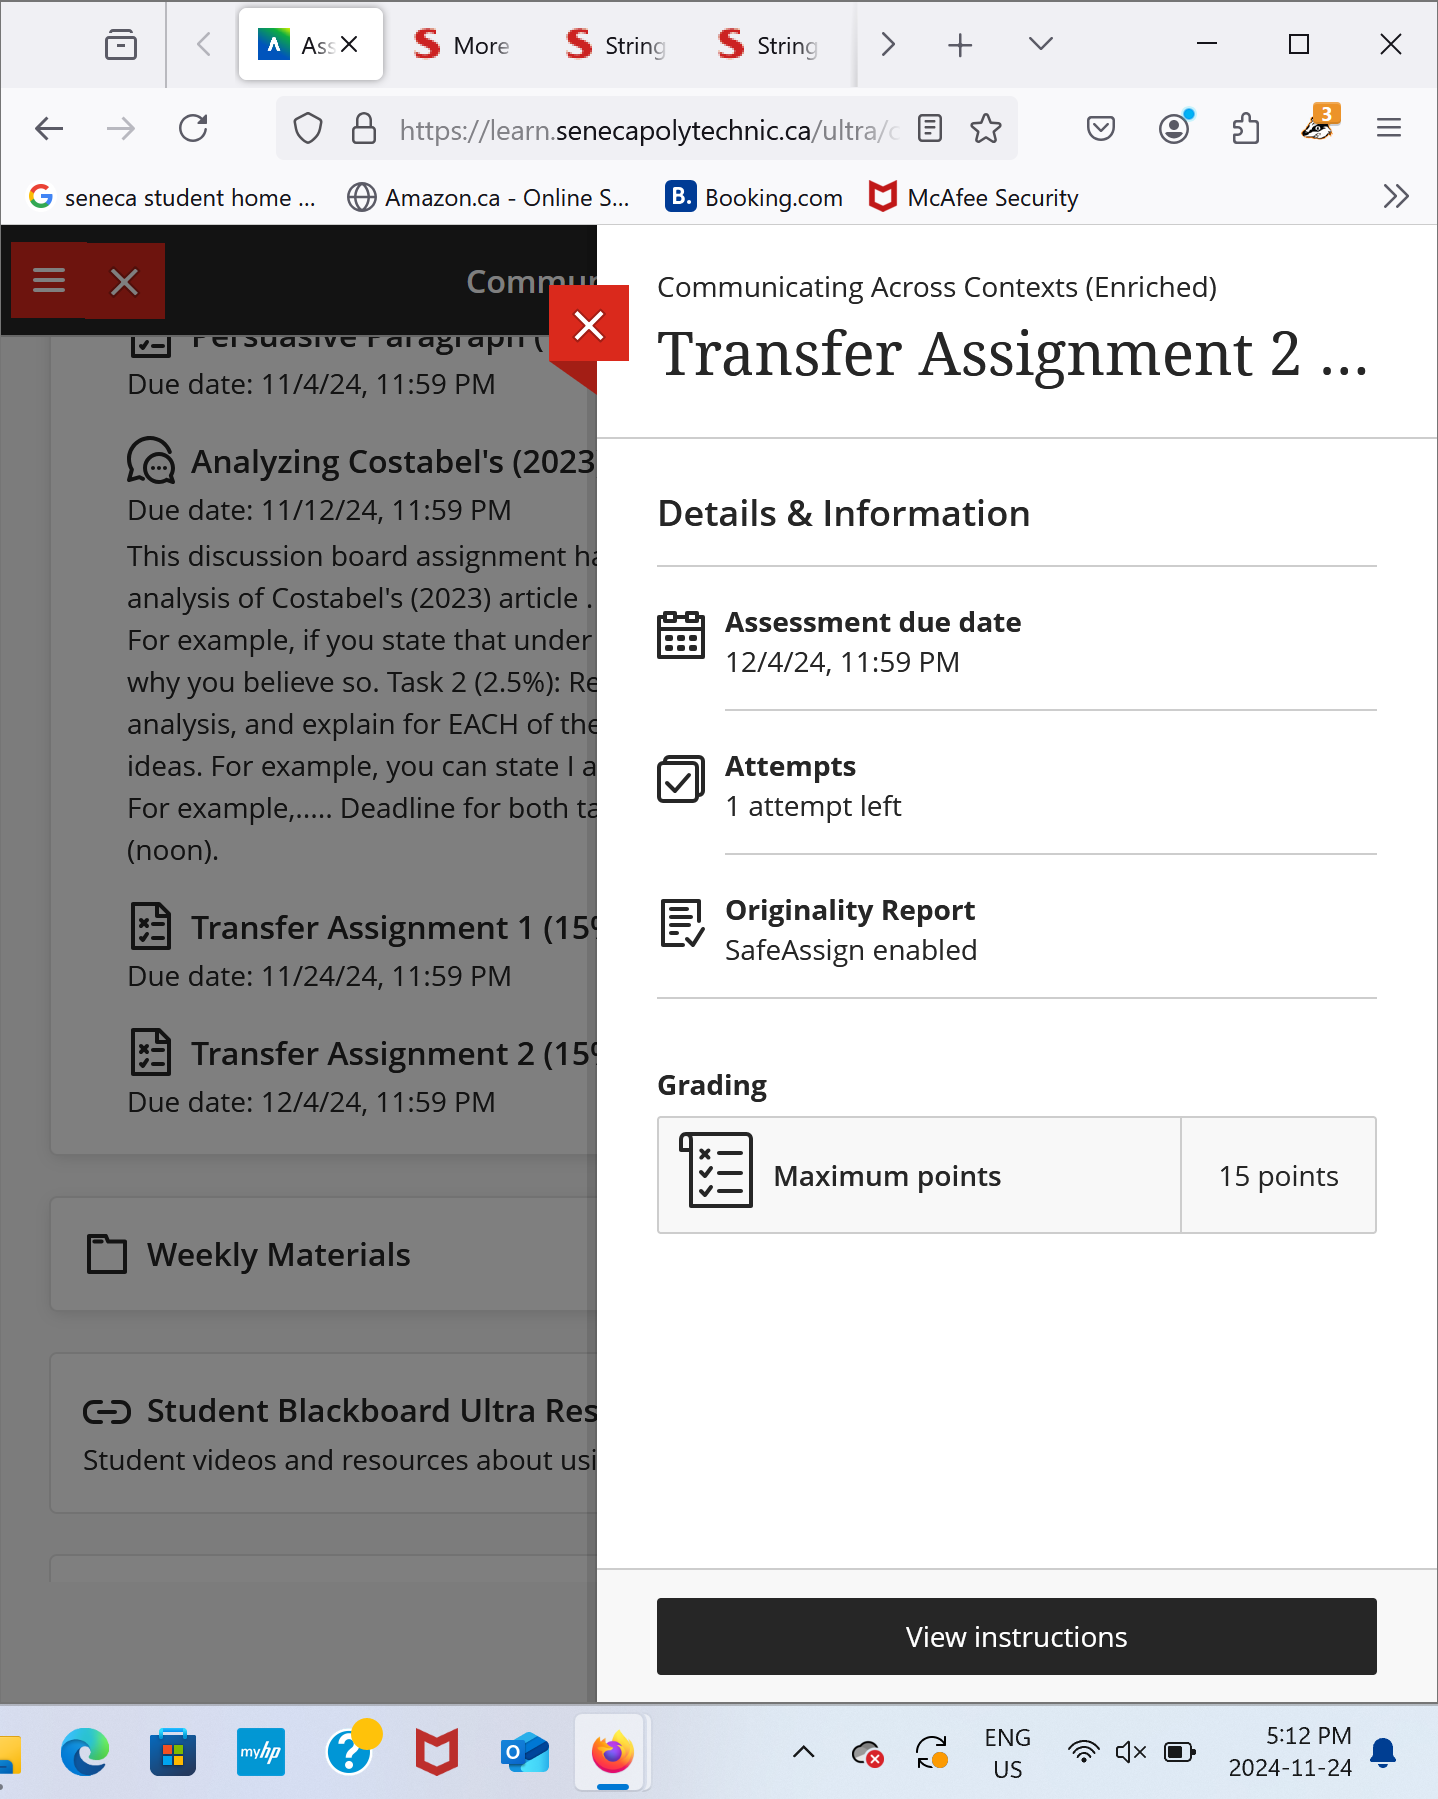 Ass
More
String
String
https://learn.senecapolytechnic.ca/ultra/c
3
seneca student home ...
Amazon.ca - Online S...
B. Booking.com
McAfee Security
Commun
Persuasive Paragraph (
Due date: 11/4/24, 11:59 PM
Analyzing Costabel's (2023
Due date: 11/12/24, 11:59 PM
This discussion board assignment ha
analysis of Costabel's (2023) article .
For example, if you state that under
why you believe so. Task 2 (2.5%): Re
analysis, and explain for EACH of the
ideas. For example, you can state I a
For example,..... Deadline for both ta
(noon).
Transfer Assignment 1 (15%
Due date: 11/24/24, 11:59 PM
Transfer Assignment 2 (15%
Due date: 12/4/24, 11:59 PM
Weekly Materials
Student Blackboard Ultra Res
Student videos and resources about usi
Communicating Across Contexts (Enriched)
Transfer Assignment 2 ...
Details & Information
Assessment due date
12/4/24, 11:59 PM
Attempts
1 attempt left
Originality Report
SafeAssign enabled
Grading
Maximum points
15 points
View instructions
myhp
ENG
US
5:12 PM
2024-11-24